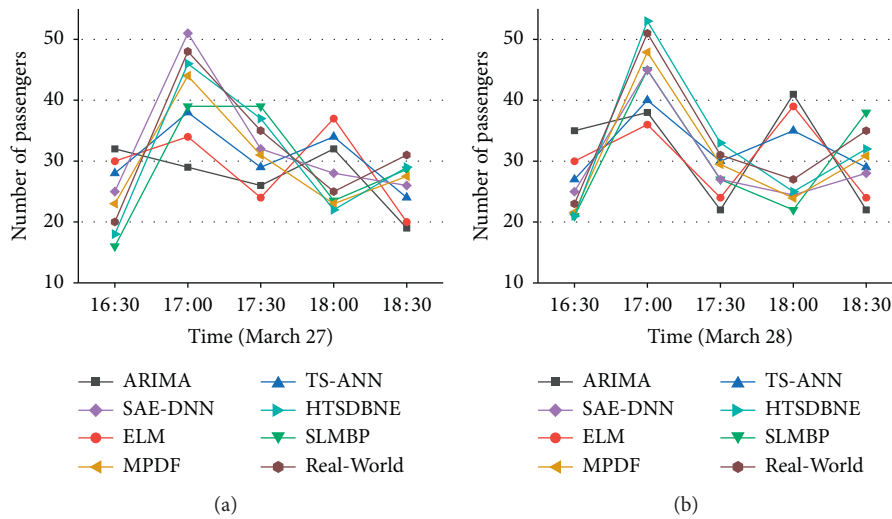 50
40
30
20
10
Number of passengers
16:30 17:00 17:30 18:00 18:30
Time (March 27)
ARIMA TS-ANN
SAE-DNN HTSDBNE
ELM SLMBP
MPDF Real-World
(a)
50
40
30
20
10
Number of passengers
16:30 17:00 17:30 18:00 18:30
Time (March 28)
ARIMA TS-ANN
SAE-DNN HTSDBNE
ELM SLMBP
MPDF Real-World
(b)